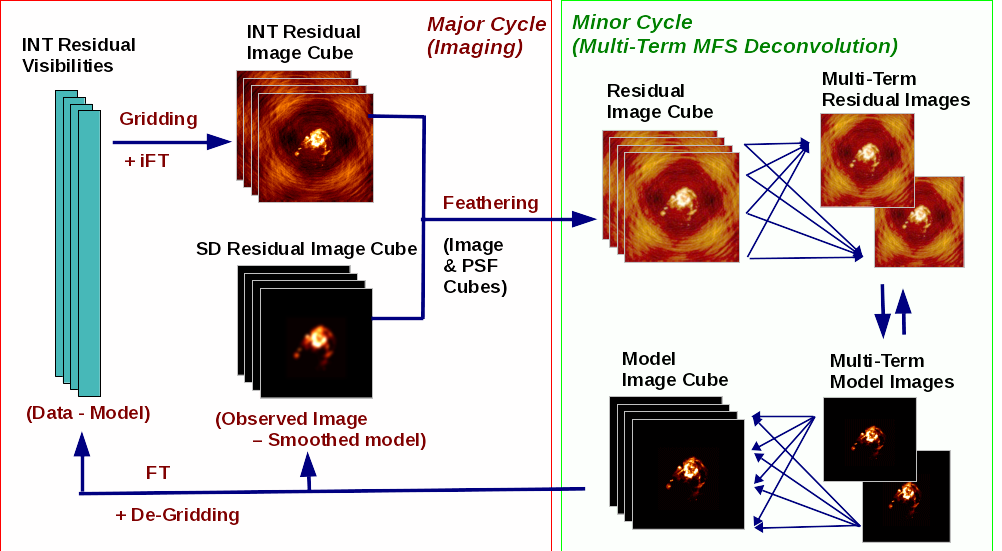 Major Cycle
(Imaging)
INT Residual
Visibilities
INT Residual
Image Cube
Gridding
+ iFT
SD Residual Image Cube
Feathering
(Image
& PSF
Cubes)
(Data - Model)
(Observed Image
– Smoothed model)
FT
+ De-Gridding
Minor Cycle
(Multi-Term MFS Deconvolution)
Residual
Image Cube
Multi-Term
Residual Images
Model
Image Cube
Multi-Term
Model Images